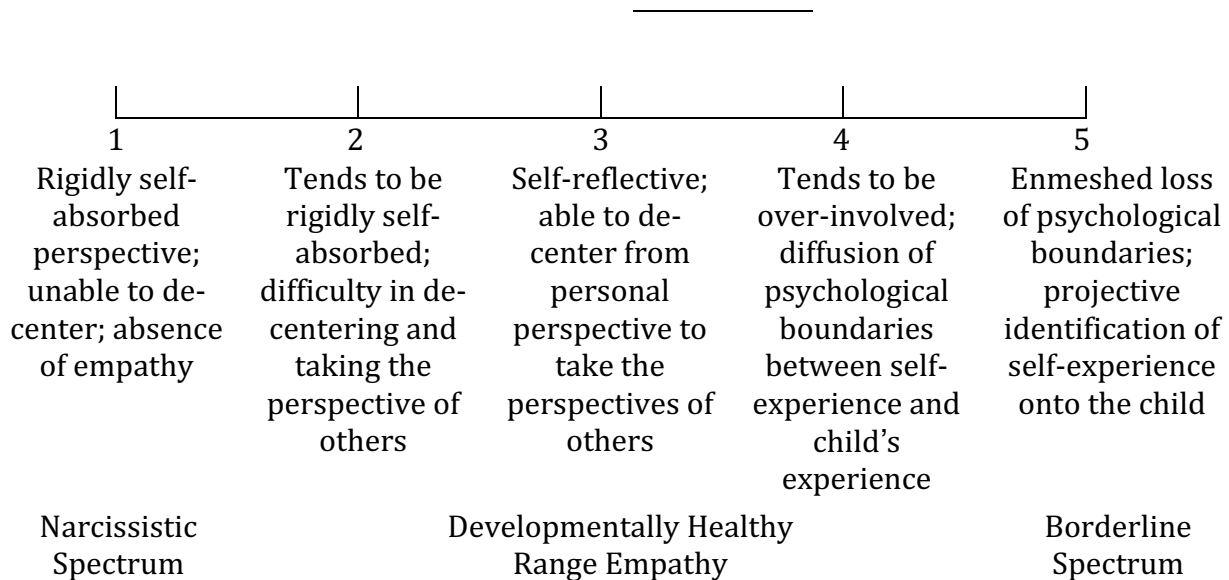 1
Rigidly self-
absorbed
perspective;
unable to de-
center; absence
of empathy
2
Tends to be
rigidly self-
absorbed;
difficulty in de-
centering and
taking the
perspective of
others
3
Self-reflective;
able to de-
center from
personal
perspective to
take the
perspectives of
others
4
Tends to be
over-involved;
diffusion of
psychological
boundaries
between self-
experience and
child’s
experience
5
Enmeshed loss
of psychological
boundaries;
projective
identification of
self-experience
onto the child
Narcissistic
Spectrum
Developmentally Healthy
Range Empathy
Borderline
Spectrum